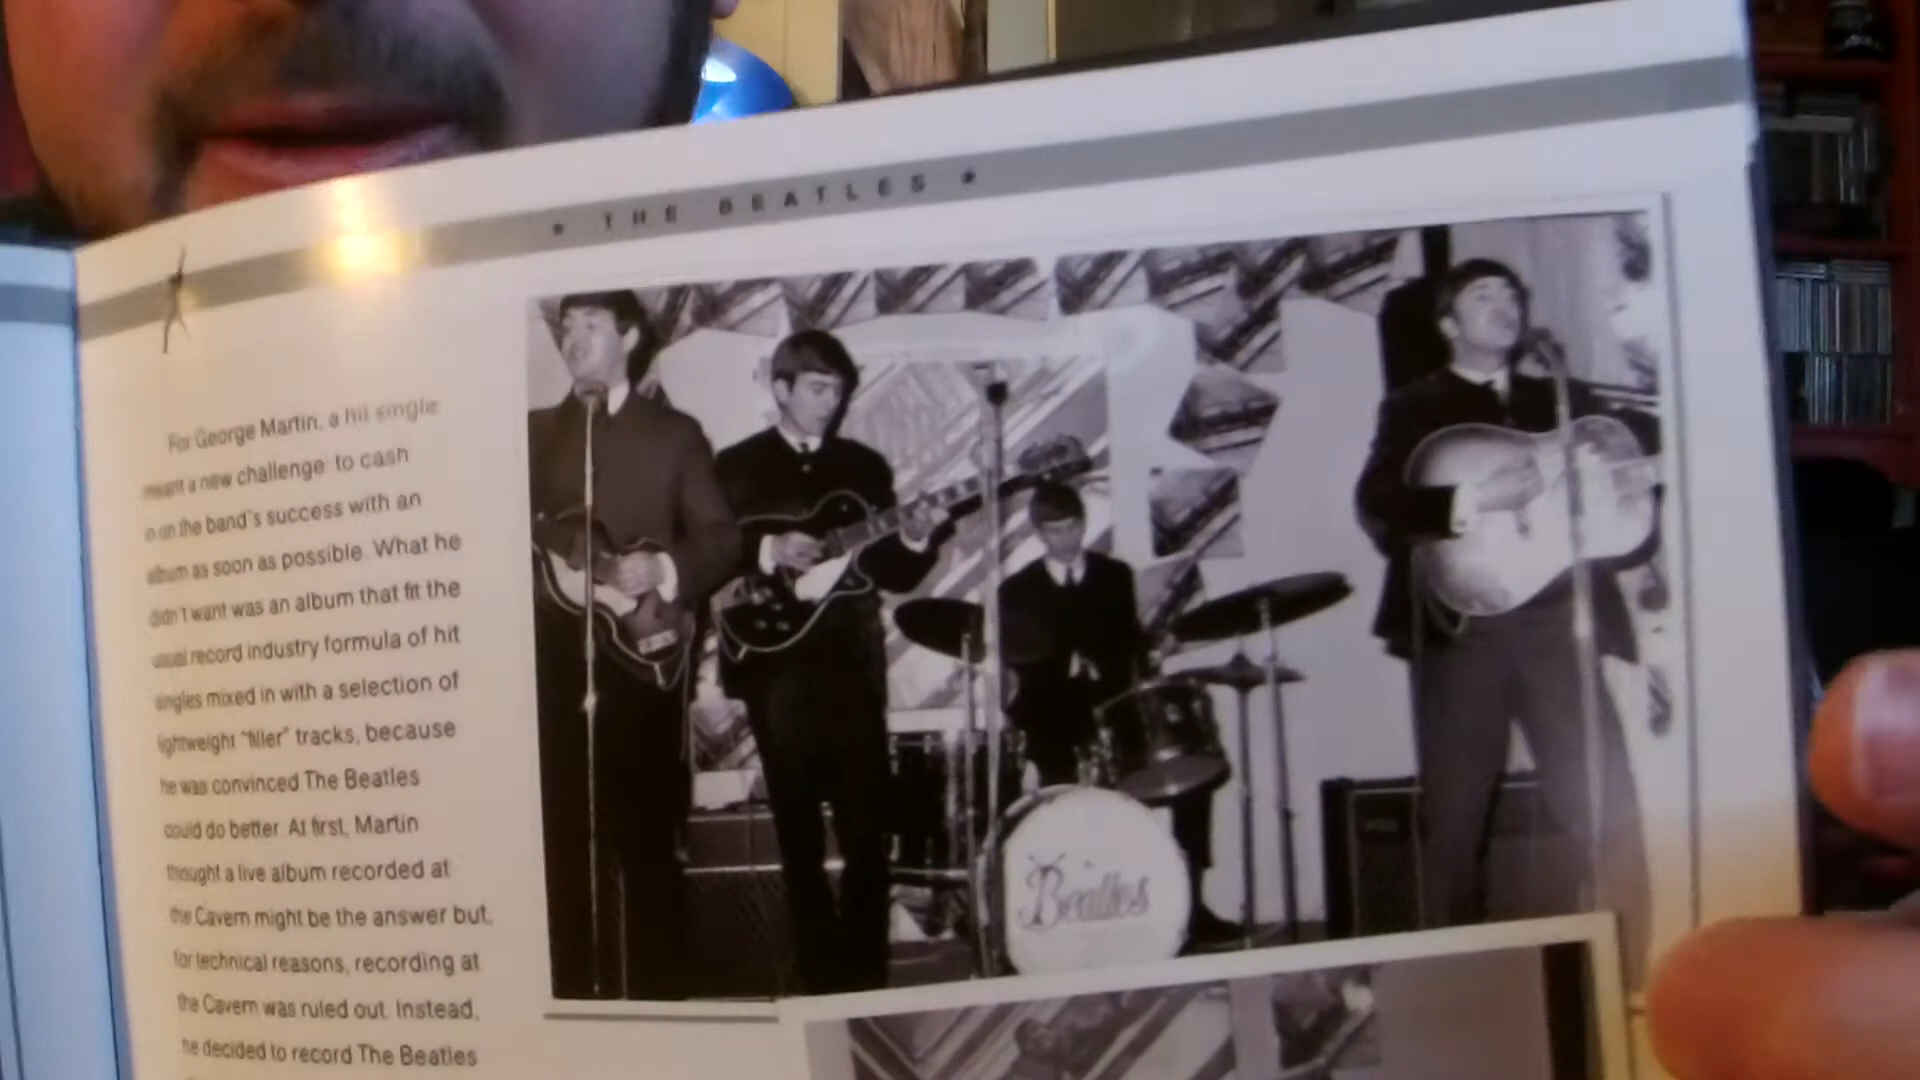 ★ THE BEATLES ★
For George Martin, a hit single
meant a new challenge: to cash
in on the band's success with an
album as soon as possible. What he
didn't want was an album that fit the
usual record industry formula of hit
singles mixed in with a selection of
lightweight "filler" tracks, because
he was convinced The Beatles
could do better. At first, Martin
thought a live album recorded at
the Cavern might be the answer but,
for technical reasons, recording at
the Cavern was ruled out. Instead,
he decided to record The Beatles
Beatles